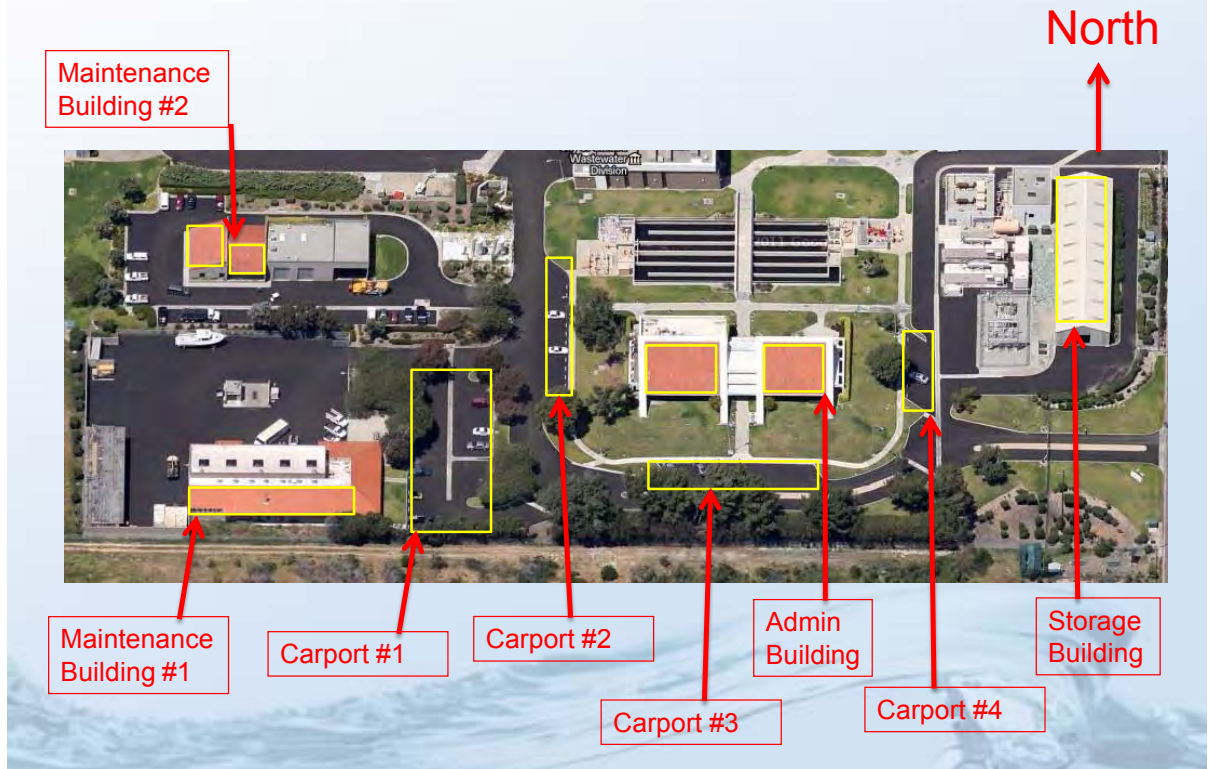 North
Maintenance
Building #2
Wastewater
Division
Maintenance
Building #1
Carport #1
Carport #2
Carport #3
Admin
Building
Carport #4
Storage
Building